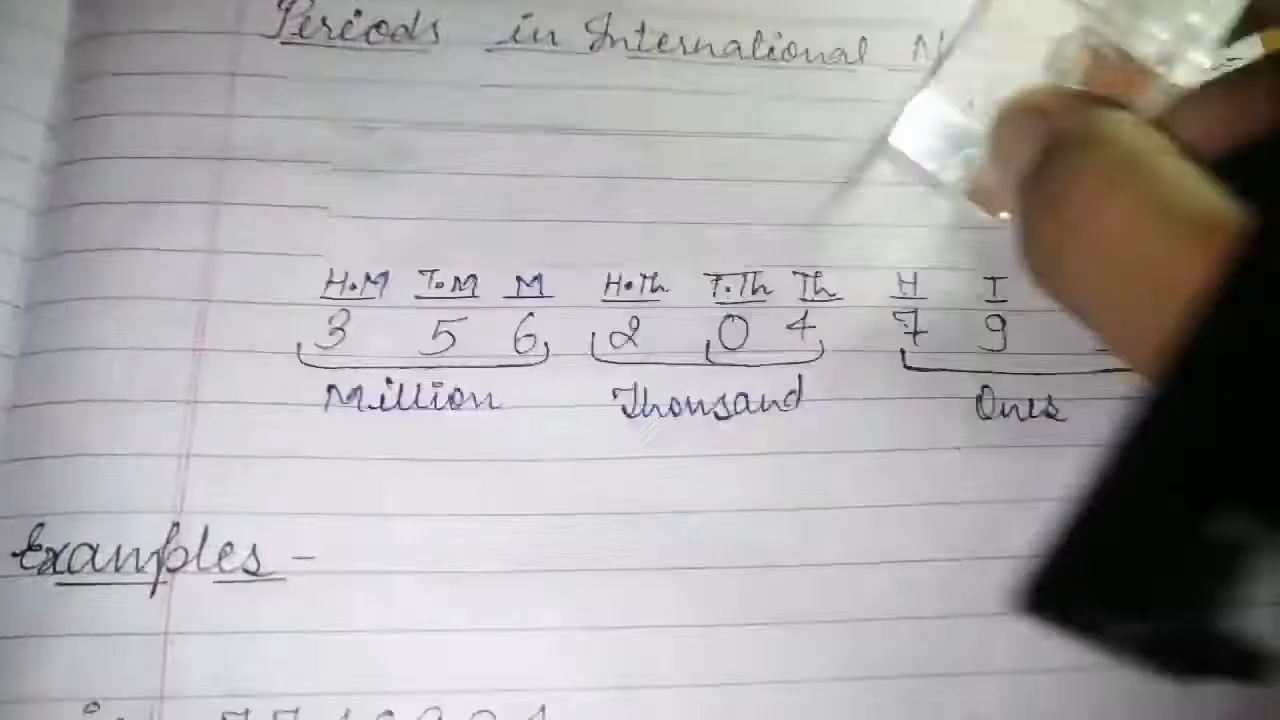 Periods in International
H.M T.M M H.Th T.Th Th H T
3 5 6 2 0 4 7 9
Million Thousand Ones
Examples -